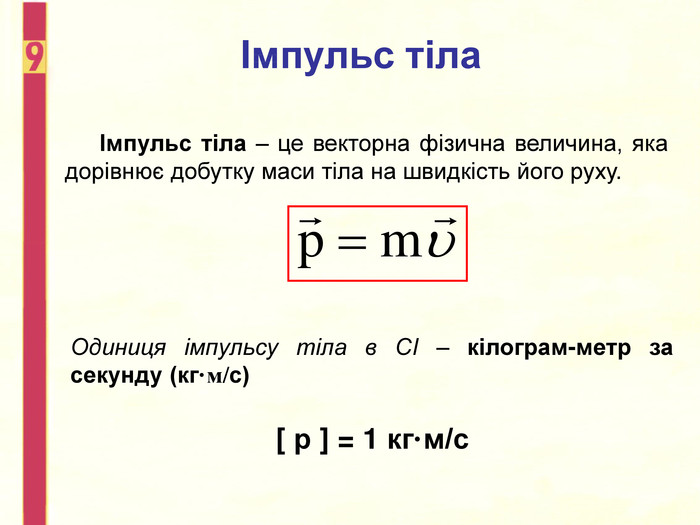 9
Імпульс тіла
Імпульс тіла – це векторна фізична величина, яка
дорівнює добутку маси тіла на швидкість його руху.
p⃗ = mυ⃗
Одиниця імпульсу тіла в СІ – кілограм-метр за
секунду (кг·м/с)
[ p ] = 1 кг·м/с